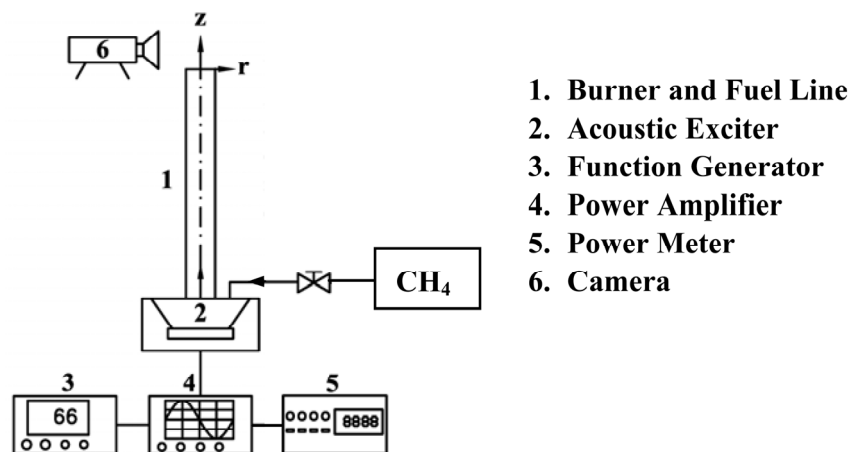 z
r
6
1
CH₄
2
3
4
5
66
8888
1. Burner and Fuel Line
2. Acoustic Exciter
3. Function Generator
4. Power Amplifier
5. Power Meter
6. Camera